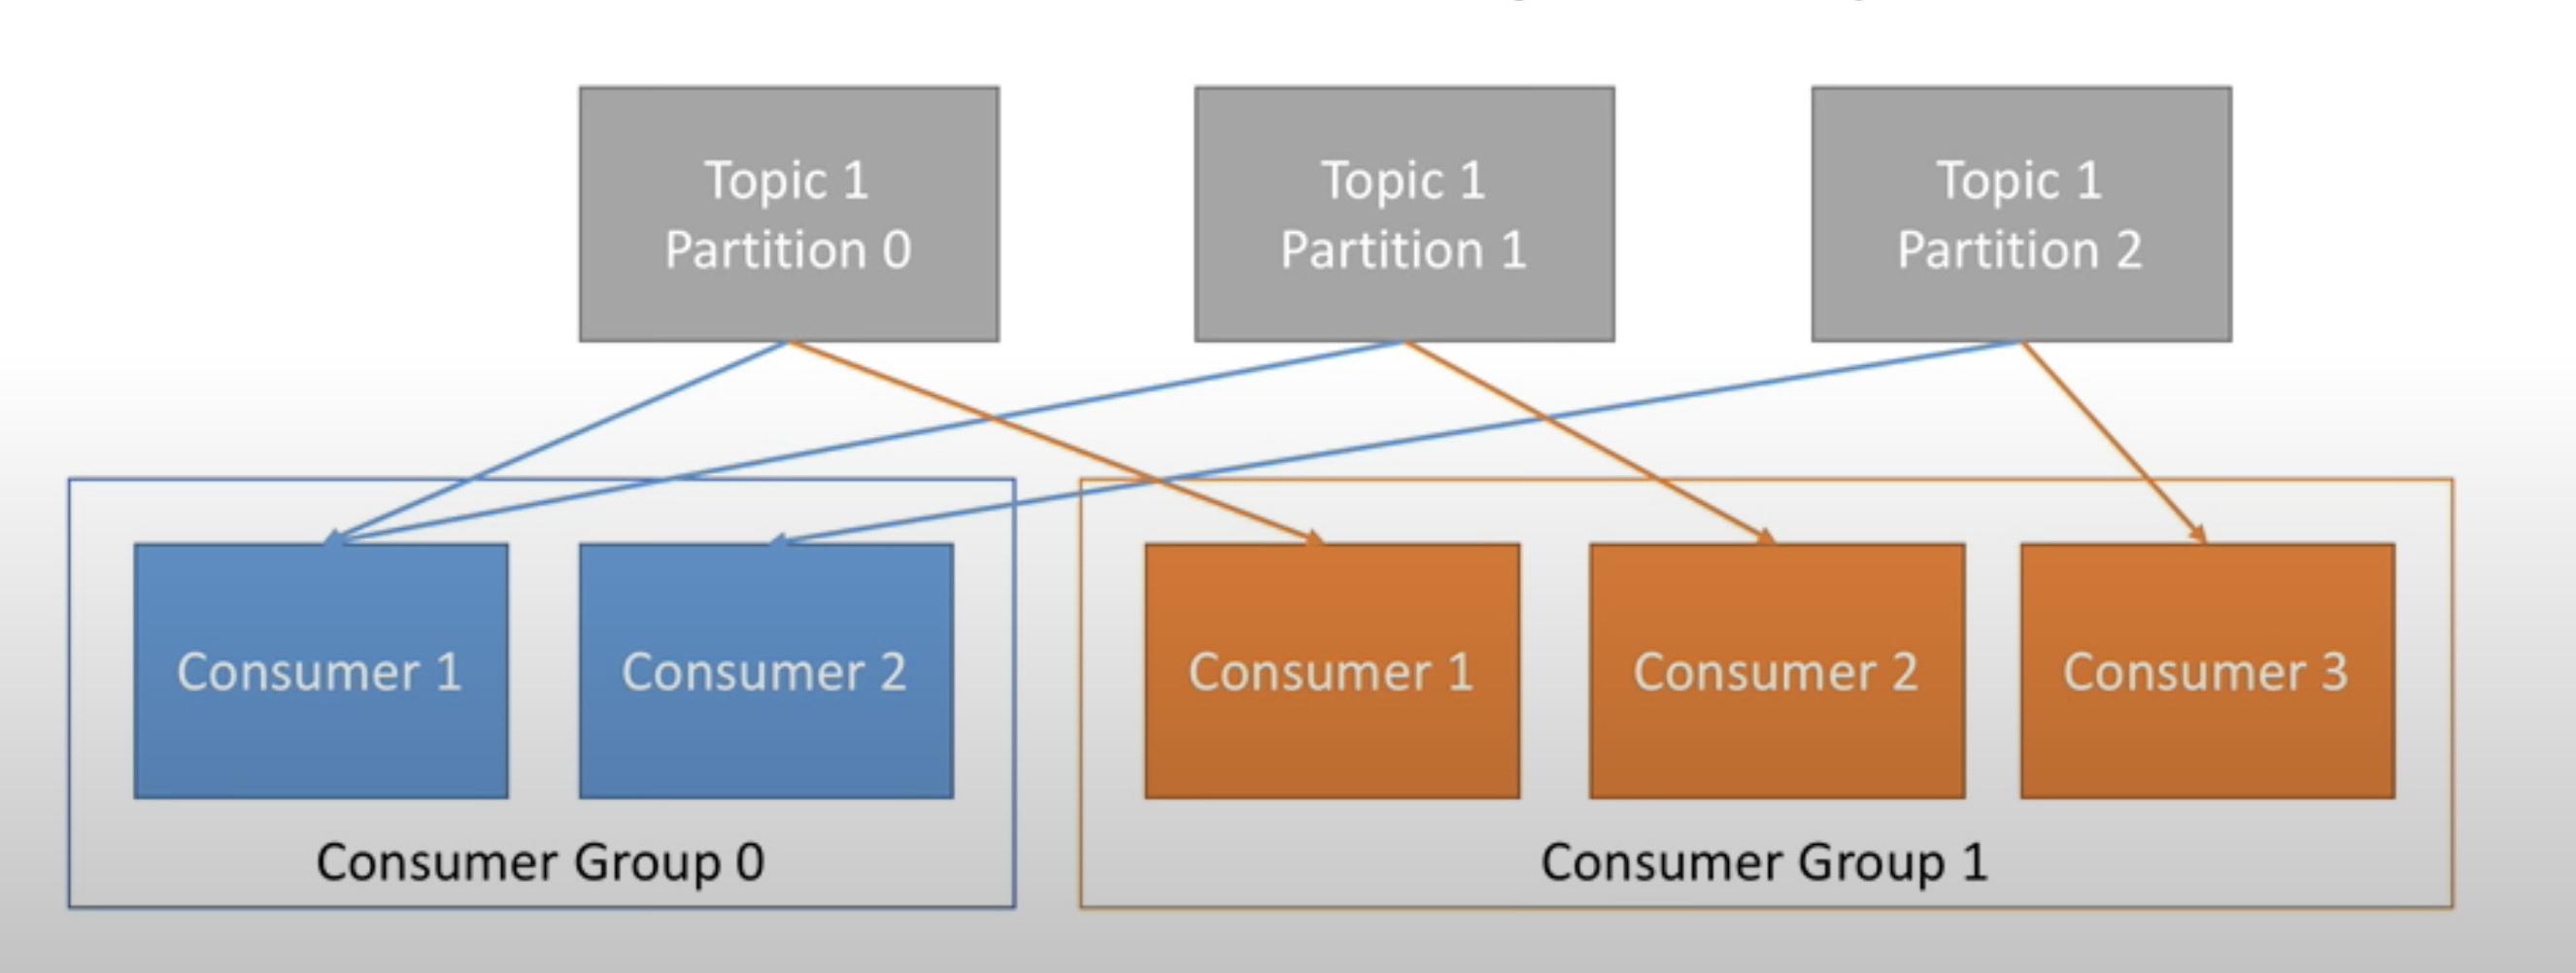 Topic 1
Partition 0
Topic 1
Partition 1
Topic 1
Partition 2
Consumer 1
Consumer 2
Consumer 1
Consumer 2
Consumer 3
Consumer Group 0
Consumer Group 1